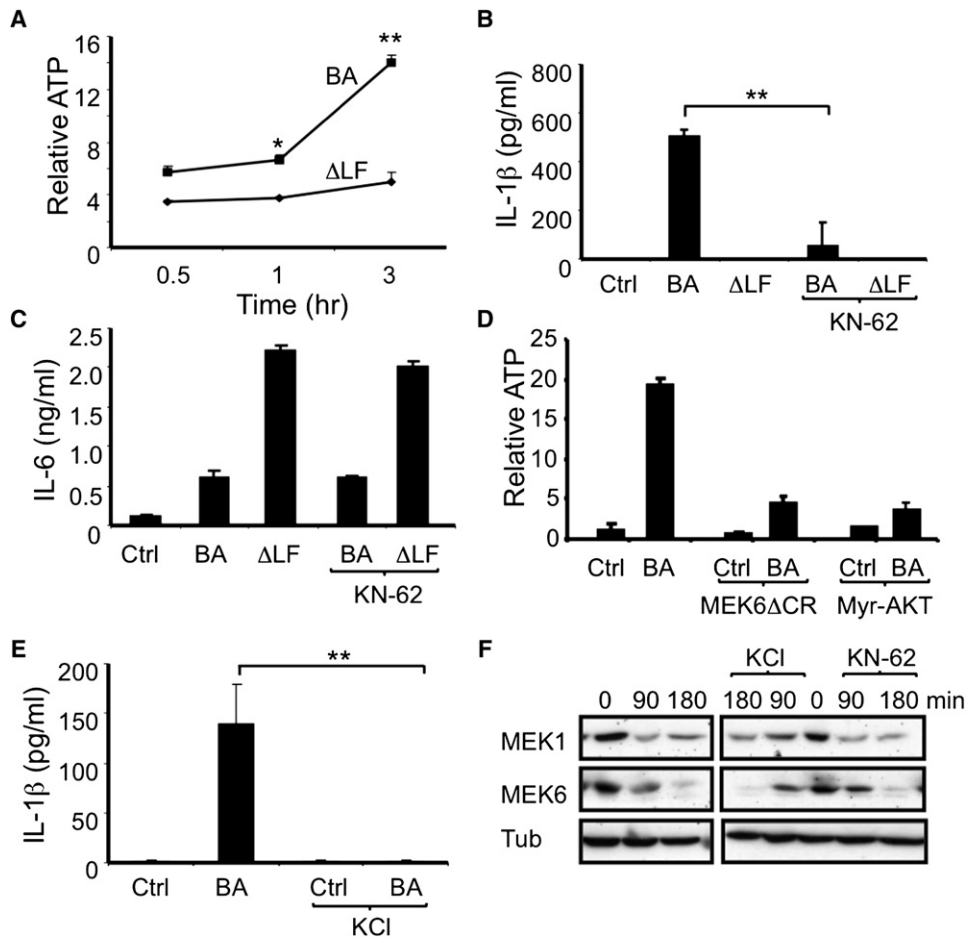 A
Relative ATP
16
12
8
4
0
**
BA
*
ΔLF
0.5 1 3
Time (hr)
B
IL-1β (pg/ml)
800
600
400
200
0
**
Ctrl BA ΔLF BA ΔLF
KN-62
C
IL-6 (ng/ml)
2.5
2.0
1.5
1.0
0.5
0
Ctrl BA ΔLF BA ΔLF
KN-62
D
Relative ATP
25
20
15
10
5
0
Ctrl BA Ctrl BA Ctrl BA
MEK6ΔCR Myr-AKT
E
IL-1β (pg/ml)
200
150
100
50
0
**
Ctrl BA Ctrl BA
KCl
F
KCl KN-62
0 90 180 180 90 0 90 180 min
MEK1
MEK6
Tub